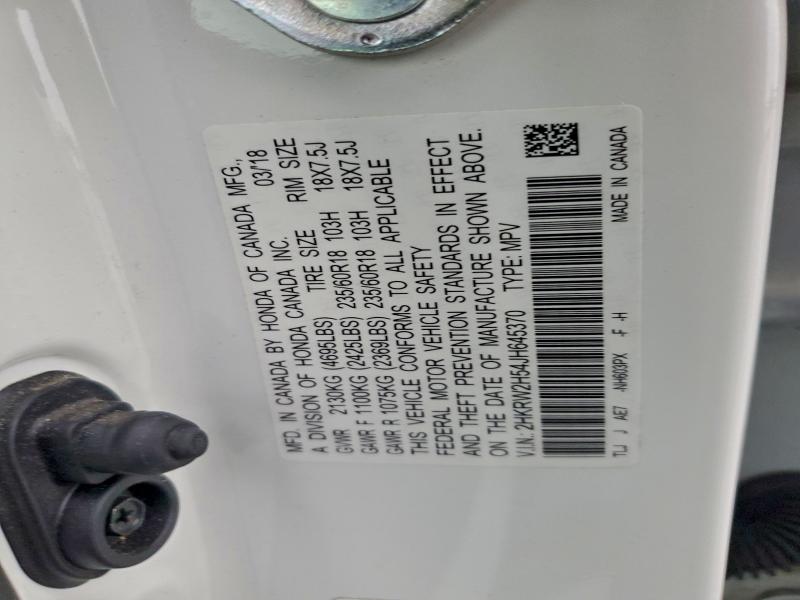 MFD. IN CANADA BY HONDA OF CANADA MFG.,
A DIVISION OF HONDA CANADA INC. 03/18
TIRE SIZE RIM SIZE
GVWR 2130KG (4695LBS)
GAWR F 1100KG (2425LBS) 235/60R18 103H 18X7.5J
GAWR R 1075KG (2369LBS) 235/60R18 103H 18X7.5J
THIS VEHICLE CONFORMS TO ALL APPLICABLE
FEDERAL MOTOR VEHICLE SAFETY
AND THEFT PREVENTION STANDARDS IN EFFECT
ON THE DATE OF MANUFACTURE SHOWN ABOVE.
V.I.N.: 2HKRW2H54JH645370 TYPE: MPV
TLJ J AE7 -NH603PX -F -H MADE IN CANADA